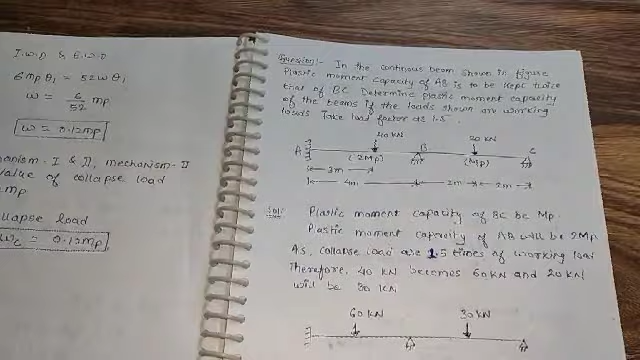 I.W.D & E.W.D
6mp θ1 = 52w θ1
w = 6/52 mp
w = 0.12mp
hanism - I & II, mechanism - II
value of collapse load
mp
ollapse load
wc = 0.12mp
Question:- In the continous beam shown in figure
Plastic moment capacity of AB is to be kept twice
that of BC Determine plastic moment capacity
of the beams if the loads shown are working
loads Take load factor as 1.5.
40 KN 20 KN
A B C
(2Mp) (Mp)
3m
4m 2m 2m
Sol: Plastic moment capacity of BC be Mp.
Plastic moment capacity of AB will be 2Mp
As, collapse load are 1.5 times of working load
Therefore, 40 KN becomes 60 KN and 20 KN
will be 30 KN
60 KN 30 KN